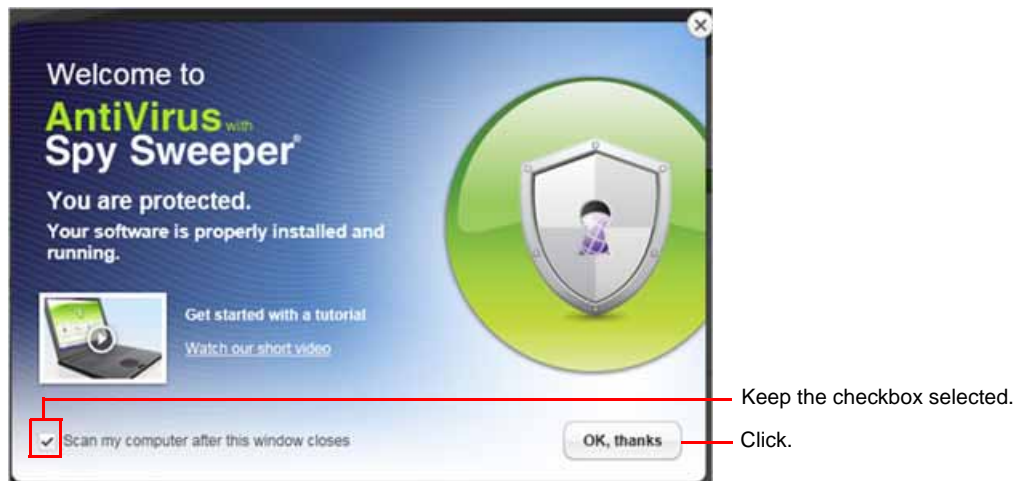 Welcome to
AntiVirus with
Spy Sweeper®
You are protected.
Your software is properly installed and
running.
Get started with a tutorial
Watch our short video
Keep the checkbox selected.
Scan my computer after this window closes
OK, thanks
Click.